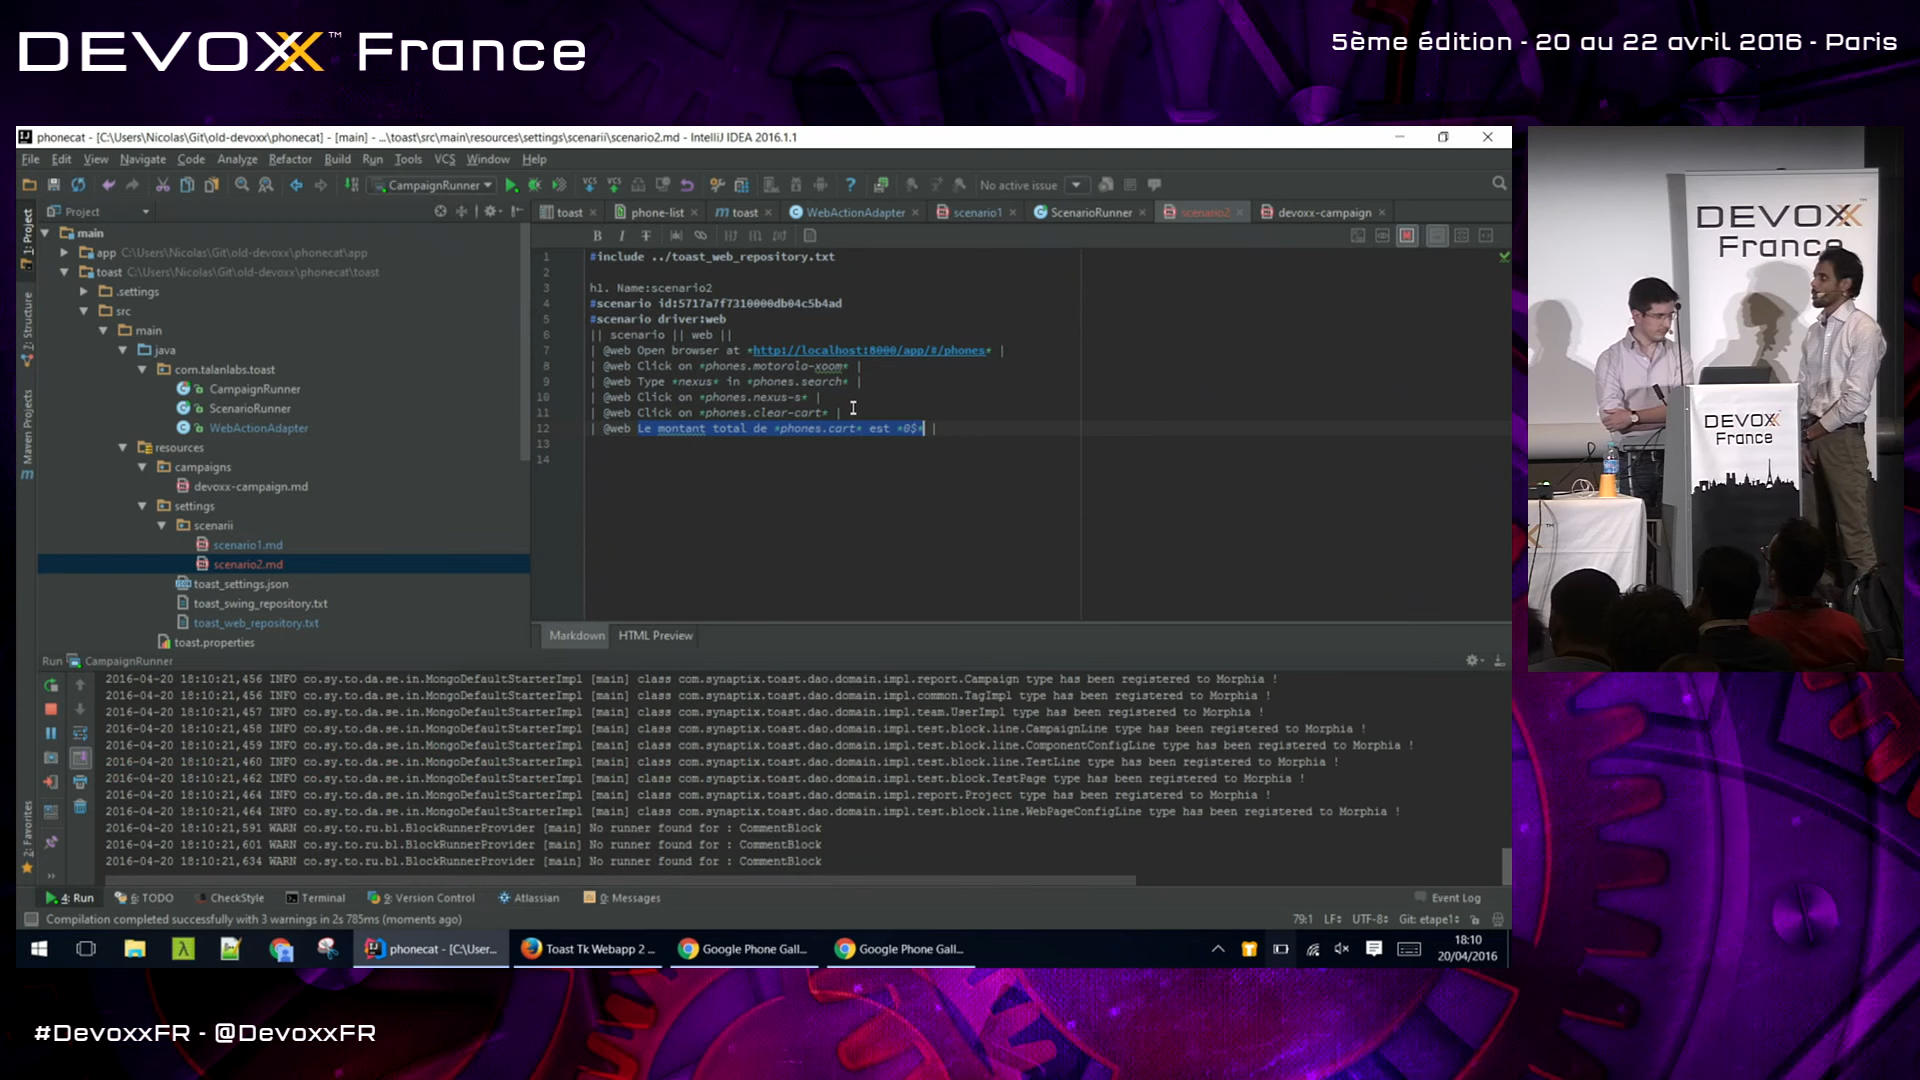 DEVOXX™ France
5ème édition - 20 au 22 avril 2016 - Paris
phonecat - [C:\Users\Nicolas\Git\old-devoxx\phonecat] - [main] - ...\toast\src\main\resources\settings\scenarii\scenario2.md - IntelliJ IDEA 2016.1.1
File Edit View Navigate Code Analyze Refactor Build Run Tools VCS Window Help
CampaignRunner
No active issue
Project
toast phone-list toast WebActionAdapter scenario1 ScenarioRunner scenario2 devoxx-campaign
1: Project
Z: Structure
Maven Projects
2: Favorites
main
app C:\Users\Nicolas\Git\old-devoxx\phonecat\app
toast C:\Users\Nicolas\Git\old-devoxx\phonecat\toast
.settings
src
main
java
com.talanlabs.toast
CampaignRunner
ScenarioRunner
WebActionAdapter
resources
campaigns
devoxx-campaign.md
settings
scenarii
scenario1.md
scenario2.md
toast_settings.json
toast_swing_repository.txt
toast_web_repository.txt
toast.properties
1 #include ../toast_web_repository.txt
2
3 h1. Name:scenario2
4 #scenario id:5717a7f7310000db04c5b4ad
5 #scenario driver:web
6 || scenario || web ||
7 | @web Open browser at *http://localhost:8000/app/#/phones* |
8 | @web Click on *phones.motorola-xoom* |
9 | @web Type *nexus* in *phones.search* |
10 | @web Click on *phones.nexus-s* |
11 | @web Click on *phones.clear-cart* |
12 | @web Le montant total de *phones.cart* est *0$* |
13
14
Markdown HTML Preview
Run CampaignRunner
2016-04-20 18:10:21,456 INFO co.sy.to.da.se.in.MongoDefaultStarterImpl [main] class com.synaptix.toast.dao.domain.impl.report.Campaign type has been registered to Morphia !
2016-04-20 18:10:21,456 INFO co.sy.to.da.se.in.MongoDefaultStarterImpl [main] class com.synaptix.toast.dao.domain.impl.common.TagImpl type has been registered to Morphia !
2016-04-20 18:10:21,457 INFO co.sy.to.da.se.in.MongoDefaultStarterImpl [main] class com.synaptix.toast.dao.domain.impl.team.UserImpl type has been registered to Morphia !
2016-04-20 18:10:21,458 INFO co.sy.to.da.se.in.MongoDefaultStarterImpl [main] class com.synaptix.toast.dao.domain.impl.test.block.line.CampaignLine type has been registered to Morphia !
2016-04-20 18:10:21,459 INFO co.sy.to.da.se.in.MongoDefaultStarterImpl [main] class com.synaptix.toast.dao.domain.impl.test.block.line.ComponentConfigLine type has been registered to Morphia !
2016-04-20 18:10:21,460 INFO co.sy.to.da.se.in.MongoDefaultStarterImpl [main] class com.synaptix.toast.dao.domain.impl.test.block.line.TestLine type has been registered to Morphia !
2016-04-20 18:10:21,462 INFO co.sy.to.da.se.in.MongoDefaultStarterImpl [main] class com.synaptix.toast.dao.domain.impl.test.block.TestPage type has been registered to Morphia !
2016-04-20 18:10:21,464 INFO co.sy.to.da.se.in.MongoDefaultStarterImpl [main] class com.synaptix.toast.dao.domain.impl.report.Project type has been registered to Morphia !
2016-04-20 18:10:21,464 INFO co.sy.to.da.se.in.MongoDefaultStarterImpl [main] class com.synaptix.toast.dao.domain.impl.test.block.line.WebPageConfigLine type has been registered to Morphia !
2016-04-20 18:10:21,591 WARN co.sy.to.ru.bl.BlockRunnerProvider [main] No runner found for : CommentBlock
2016-04-20 18:10:21,601 WARN co.sy.to.ru.bl.BlockRunnerProvider [main] No runner found for : CommentBlock
2016-04-20 18:10:21,634 WARN co.sy.to.ru.bl.BlockRunnerProvider [main] No runner found for : CommentBlock
4: Run 6: TODO CheckStyle Terminal 9: Version Control Atlassian 0: Messages Event Log
Compilation completed successfully with 3 warnings in 2s 785ms (moments ago) 79:1 LF÷ UTF-8÷ Git: etape1÷
phonecat - [C:\User... Toast Tk Webapp 2 ... Google Phone Gall... Google Phone Gall... 18:10
20/04/2016
DEVOXX™
France
DEVOXX™
France
#DevoxxFR - @DevoxxFR